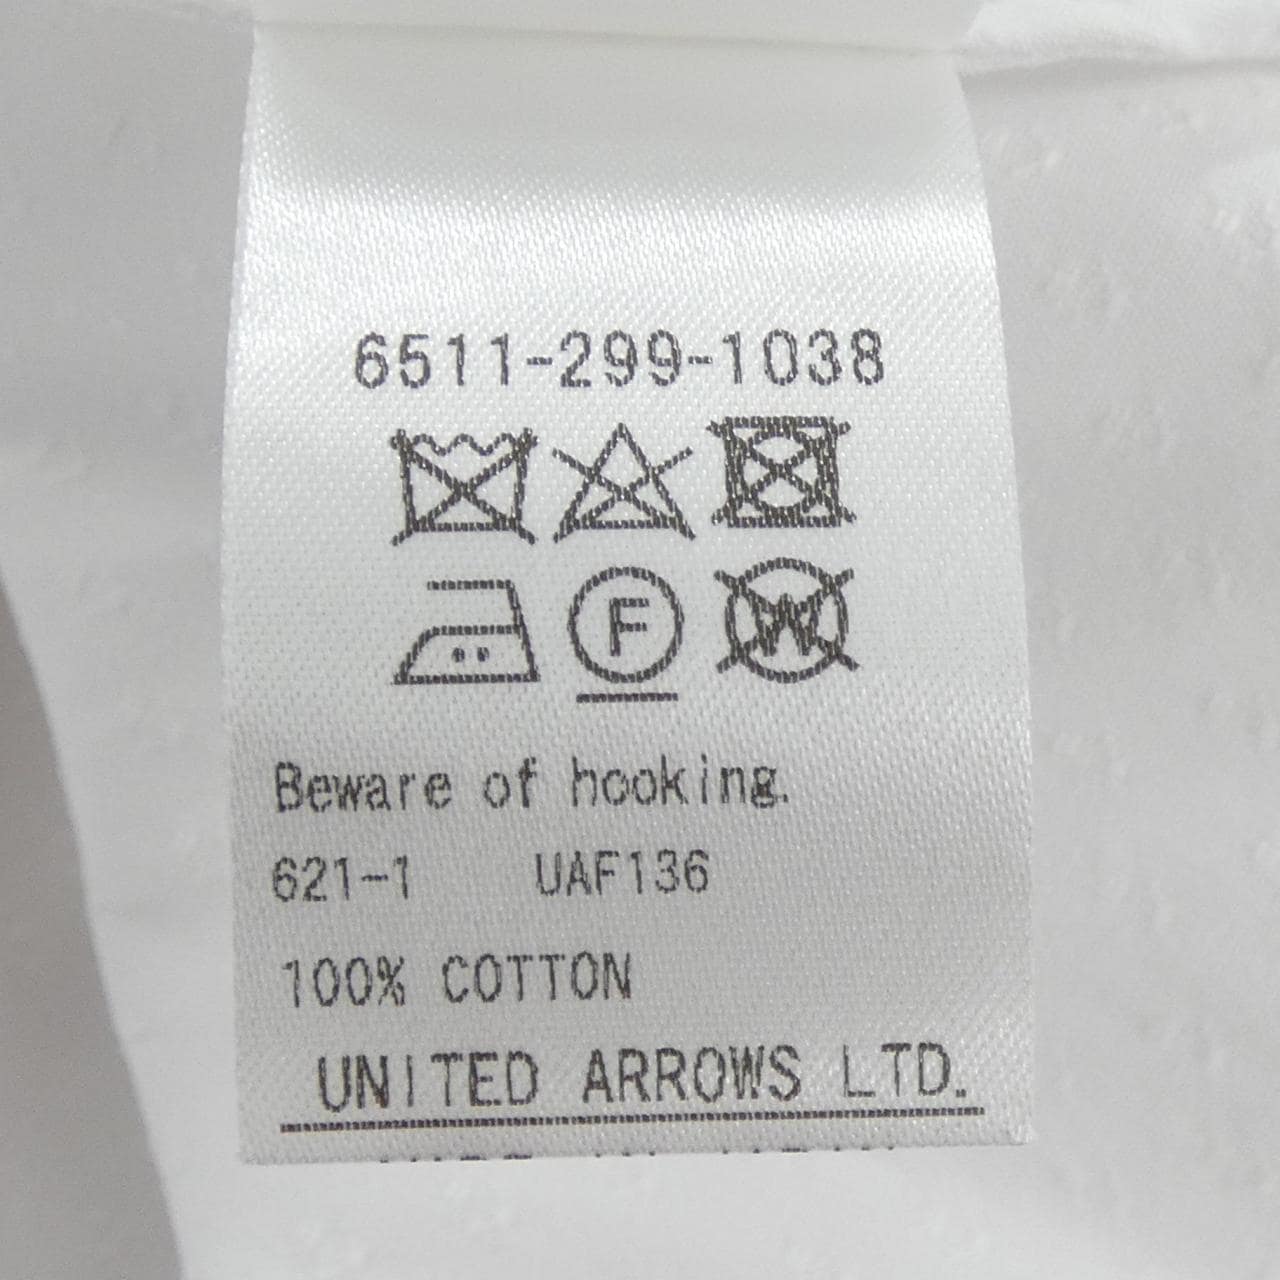 6511-299-1038
F
W
Beware of hooking.
621-1 UAF136
100% COTTON
UNITED ARROWS LTD.